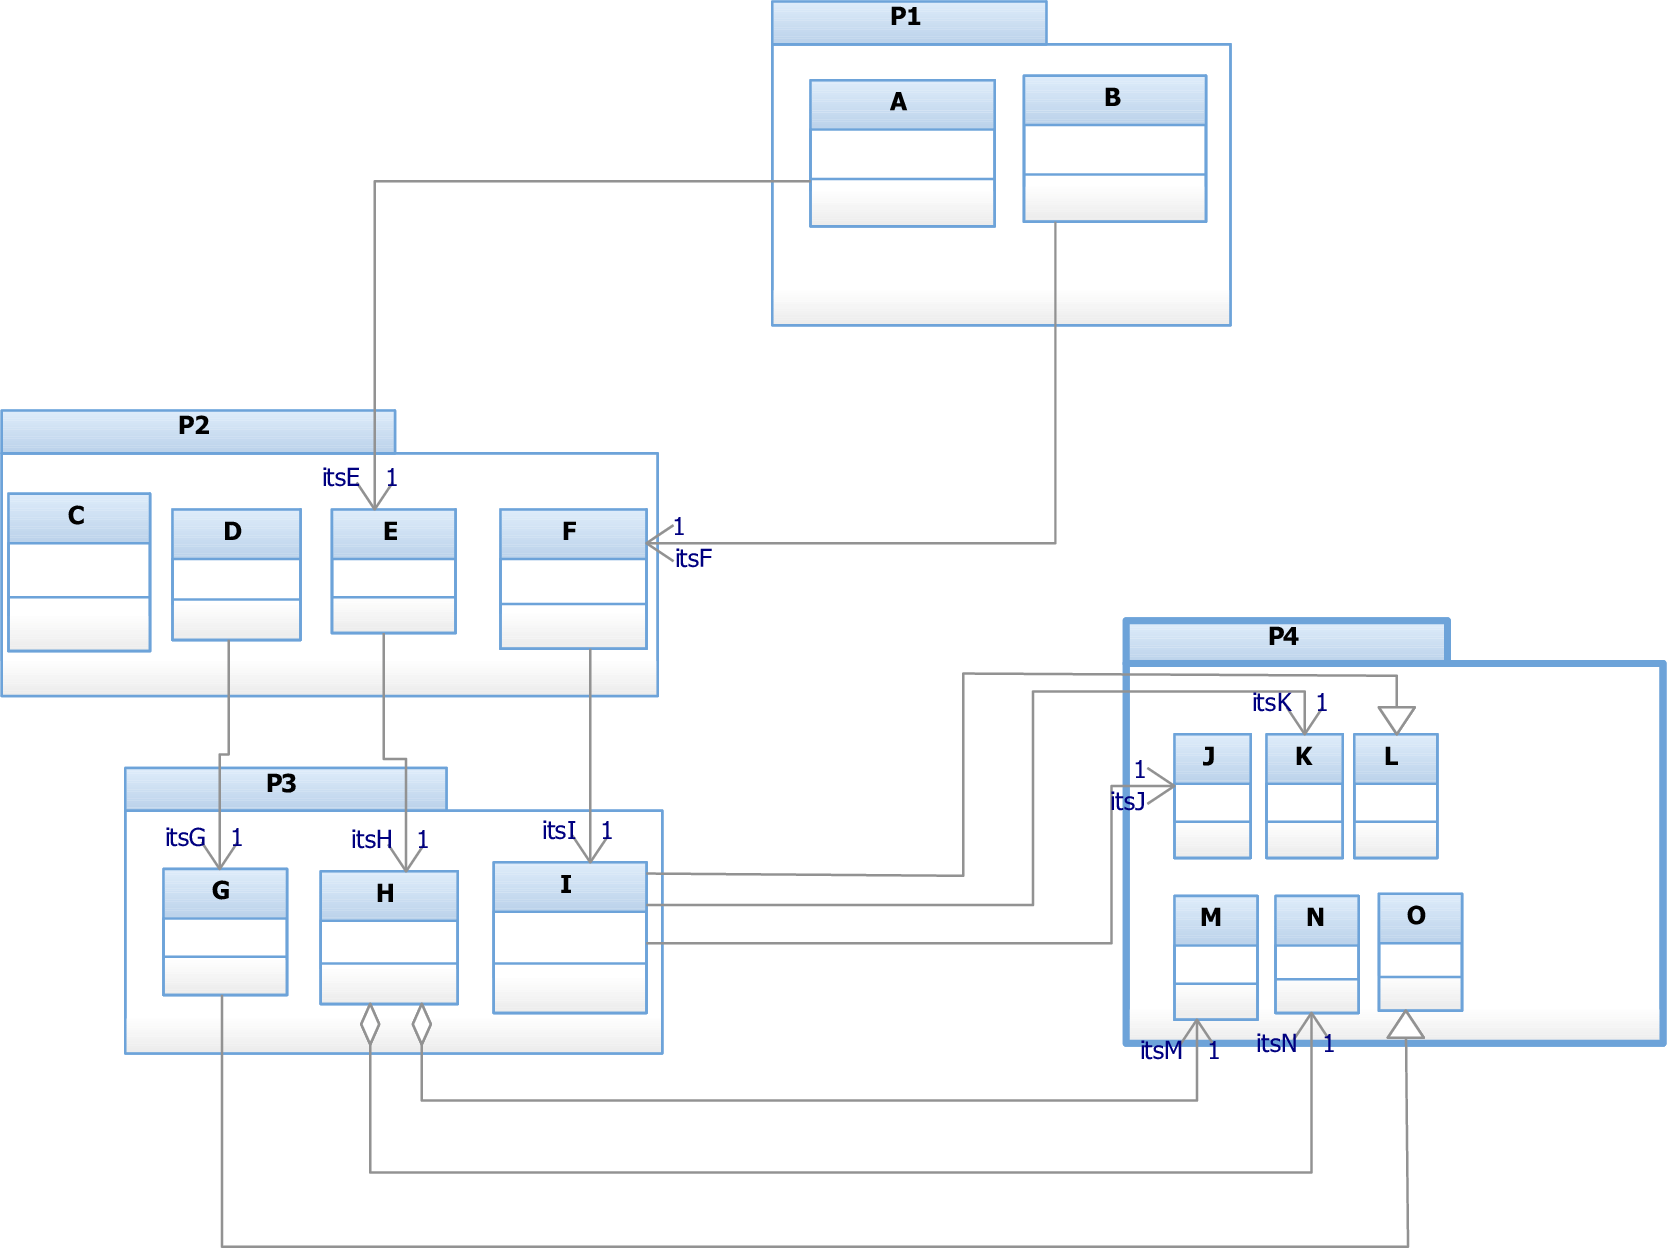 P1
A
B
P2
itsE 1
C
D
E
F
1
itsF
P4
itsK 1
J
K
L
1
itsJ
P3
itsG 1
itsH 1
itsI 1
G
H
I
M
N
O
itsM 1
itsN 1